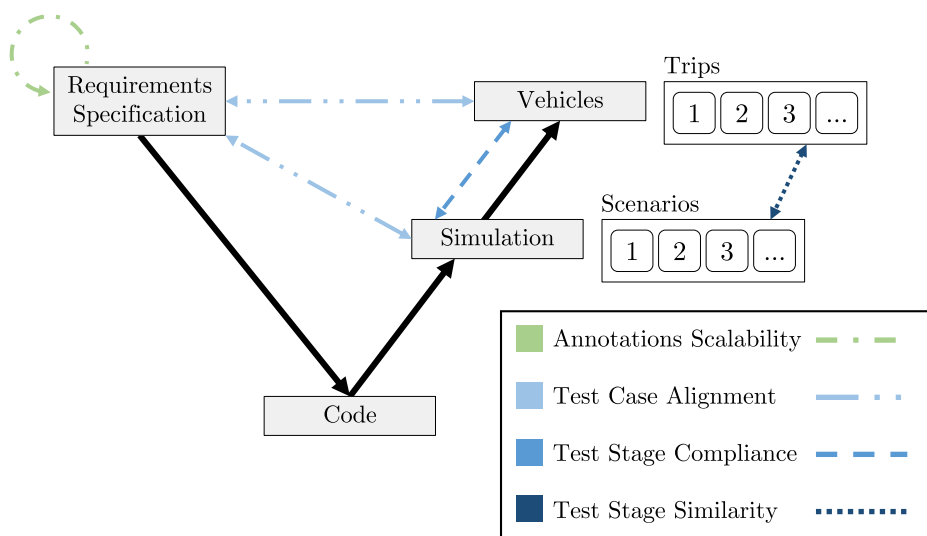 Requirements
Specification
Vehicles
Trips
1 2 3 ...
Scenarios
1 2 3 ...
Simulation
Code
Annotations Scalability
Test Case Alignment
Test Stage Compliance
Test Stage Similarity